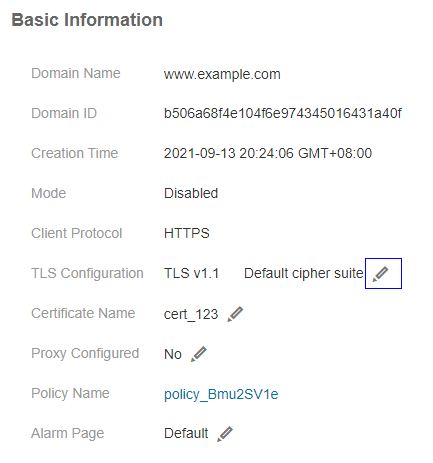 Basic Information
Domain Name www.example.com
Domain ID b506a68f4e104f6e974345016431a40f
Creation Time 2021-09-13 20:24:06 GMT+08:00
Mode Disabled
Client Protocol HTTPS
TLS Configuration TLS v1.1 Default cipher suite
Certificate Name cert_123
Proxy Configured No
Policy Name policy_Bmu2SV1e
Alarm Page Default